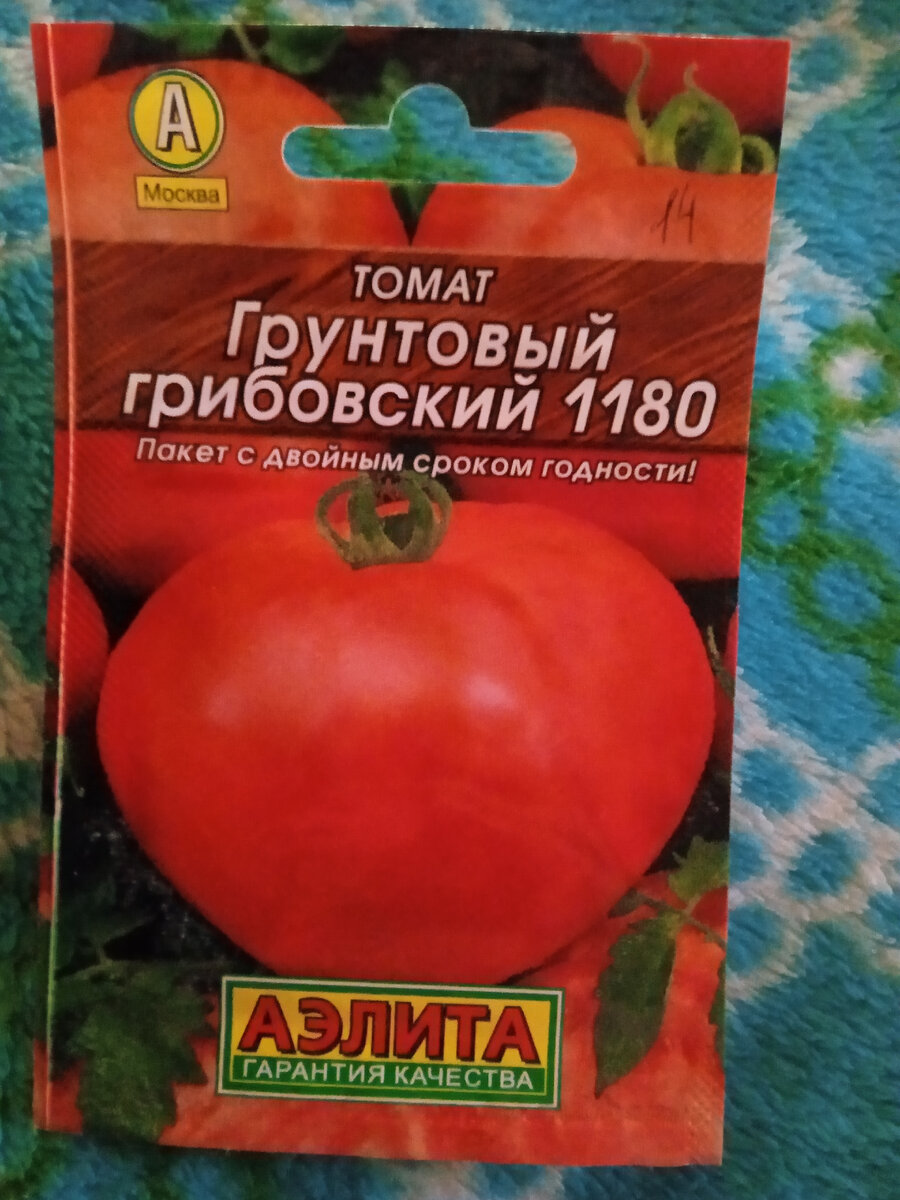 А
Москва
14
ТОМАТ
Грунтовый
грибовский 1180
Пакет с двойным сроком годности!
АЭЛИТА
ГАРАНТИЯ КАЧЕСТВА